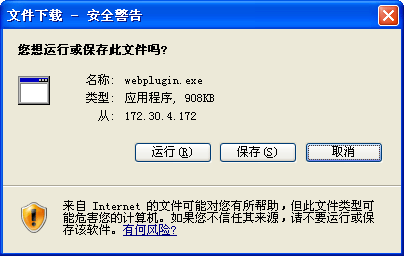 文件下载 - 安全警告
您想运行或保存此文件吗?
名称: webplugin.exe
类型: 应用程序, 908KB
从: 172.30.4.172
运行(R) 保存(S) 取消
来自 Internet 的文件可能对您有所帮助,但此文件类型可
能危害您的计算机。如果您不信任其来源,请不要运行或保
存该软件。有何风险?